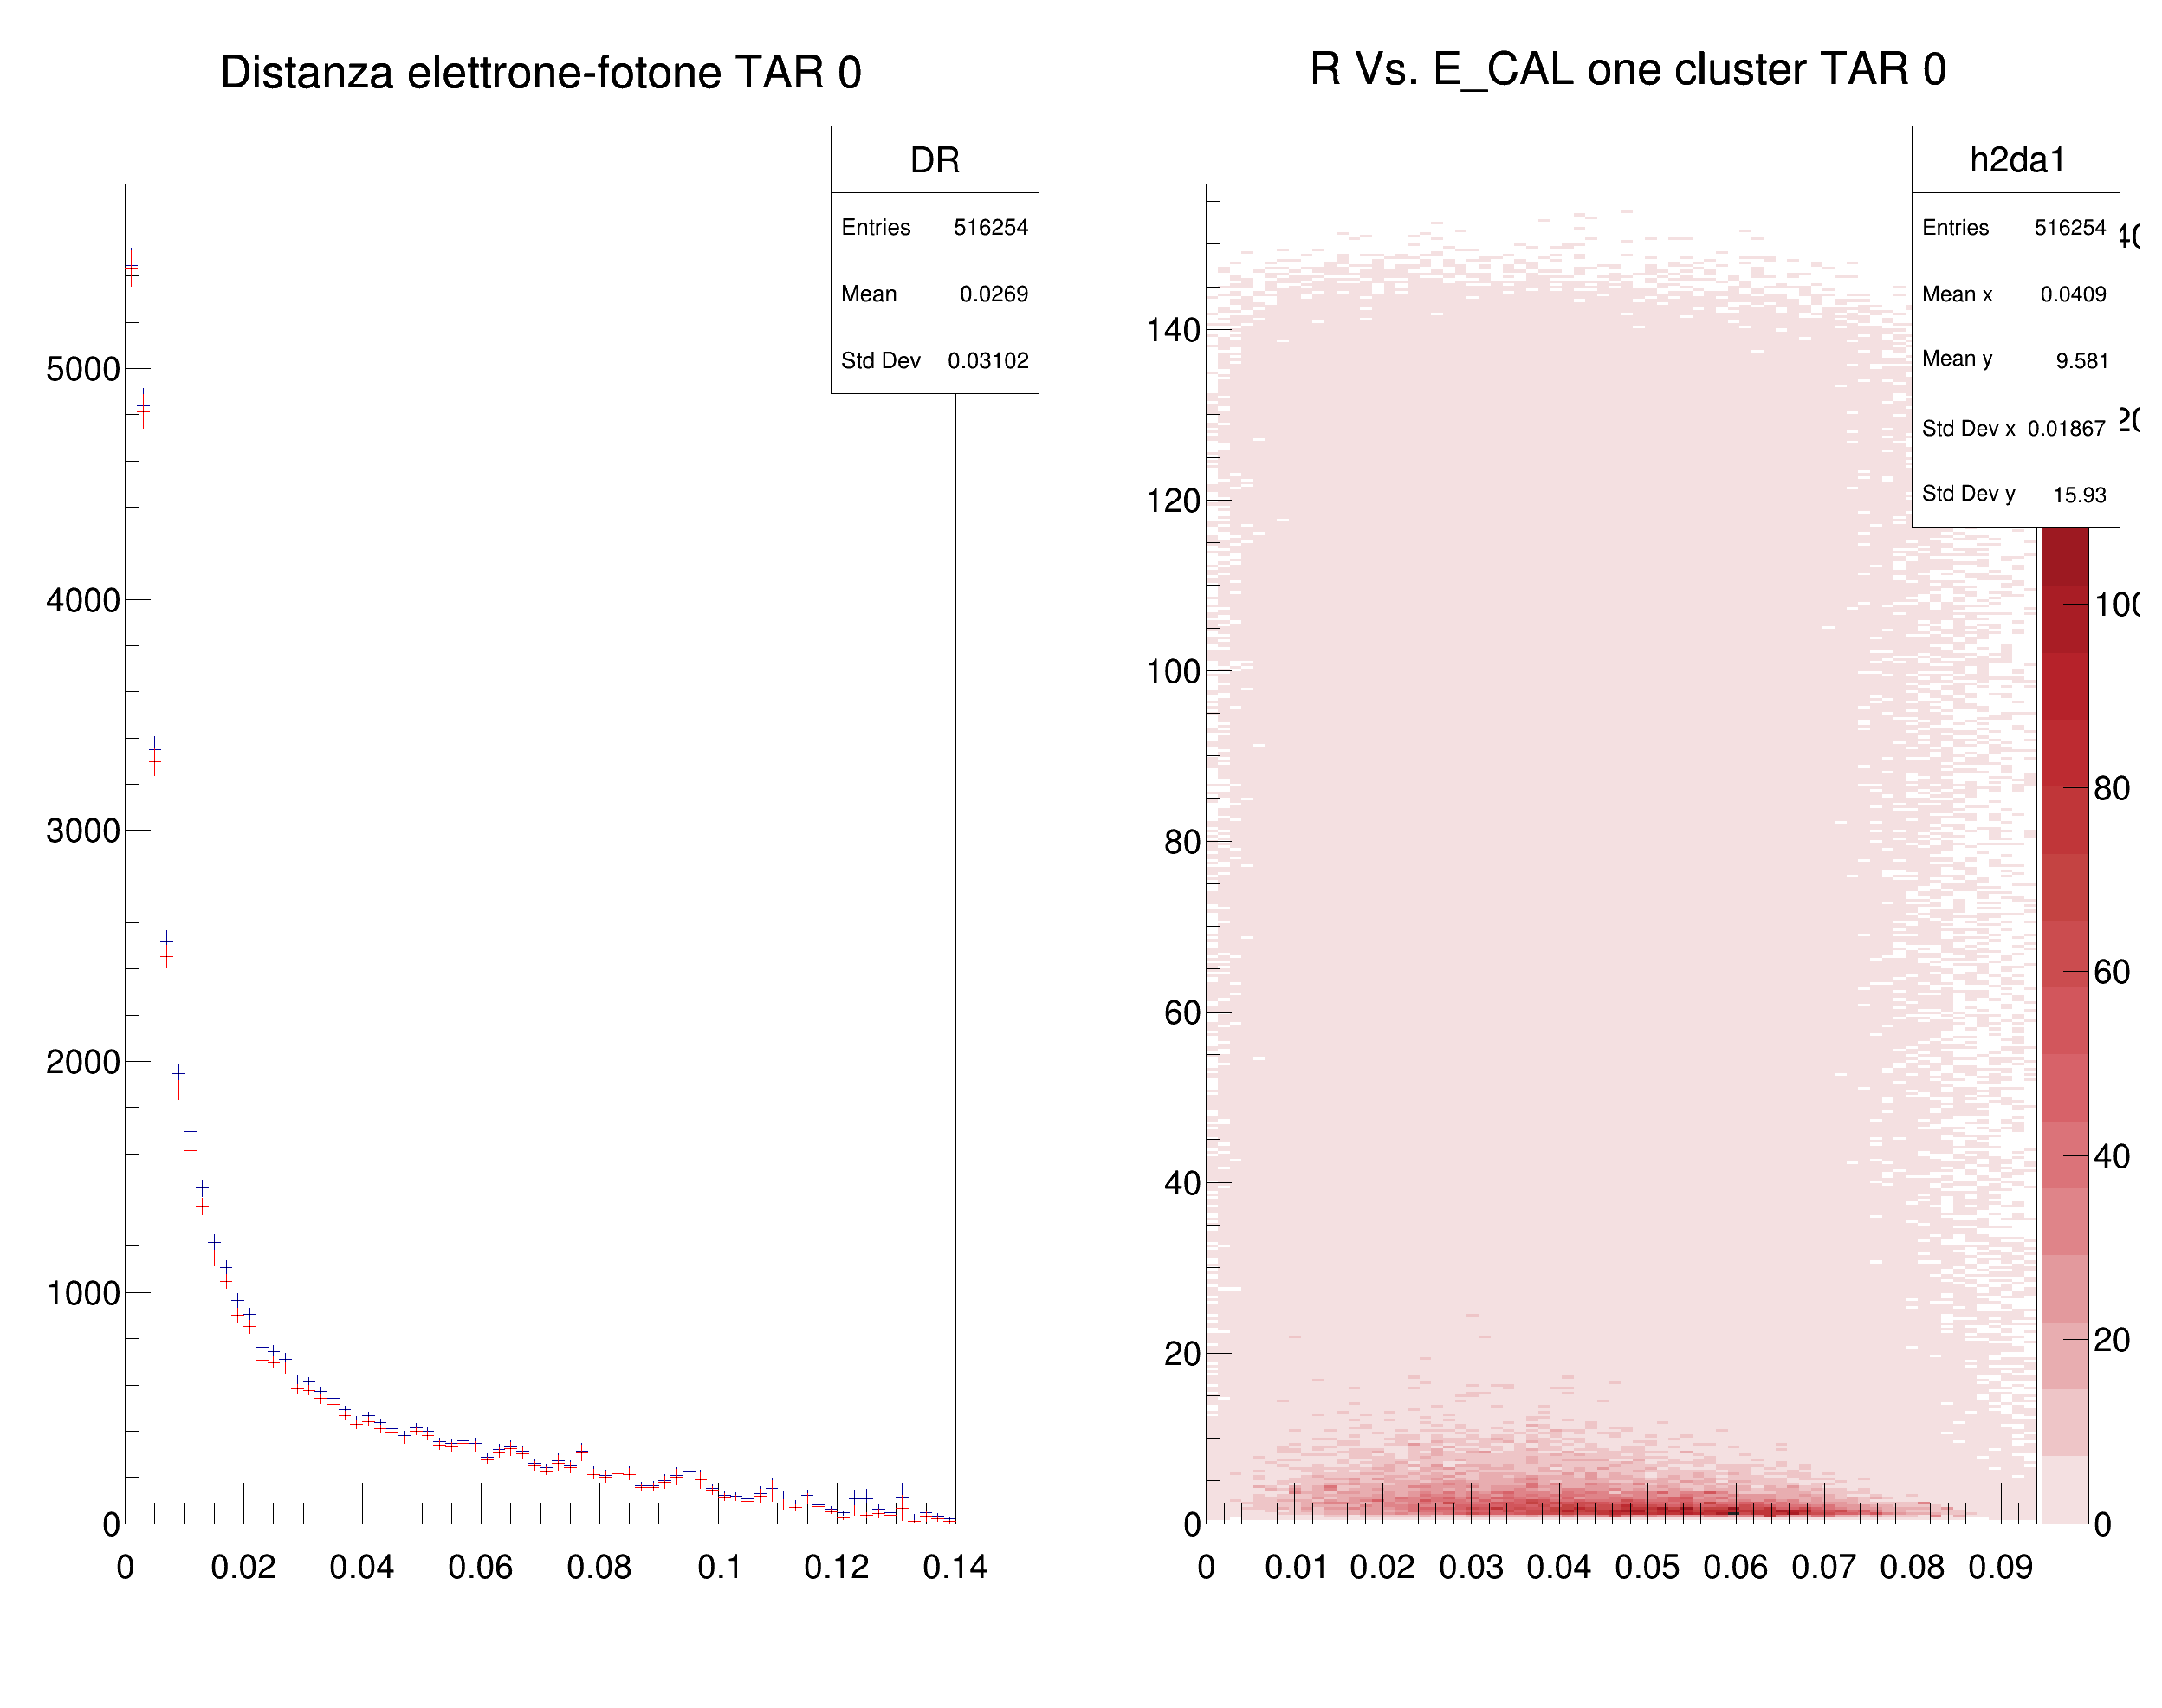 Distanza elettrone-fotone TAR 0
DR
Entries 516254
Mean 0.0269
Std Dev 0.03102
5000
4000
3000
2000
1000
0
0 0.02 0.04 0.06 0.08 0.1 0.12 0.14
R Vs. E_CAL one cluster TAR 0
h2da1
Entries 516254
Mean x 0.0409
Mean y 9.581
Std Dev x 0.01867
Std Dev y 15.93
140
120
100
80
60
40
20
0
0 0.01 0.02 0.03 0.04 0.05 0.06 0.07 0.08 0.09
100
80
60
40
20
0